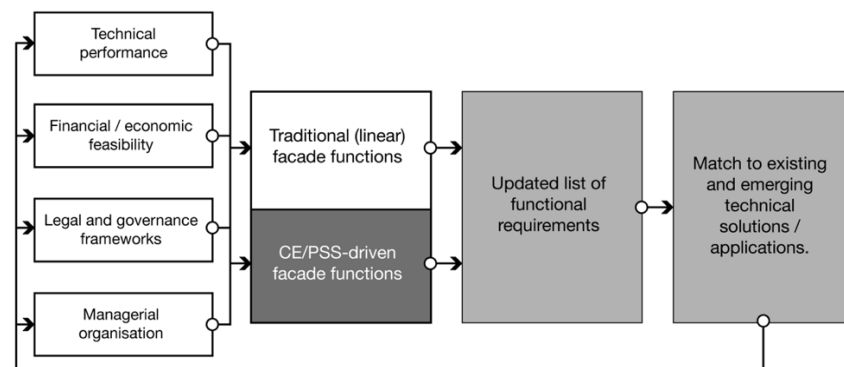 Technical
performance
Financial / economic
feasibility
Legal and governance
frameworks
Managerial
organisation
Traditional (linear)
facade functions
CE/PSS-driven
facade functions
Updated list of
functional
requirements
Match to existing
and emerging
technical
solutions /
applications.